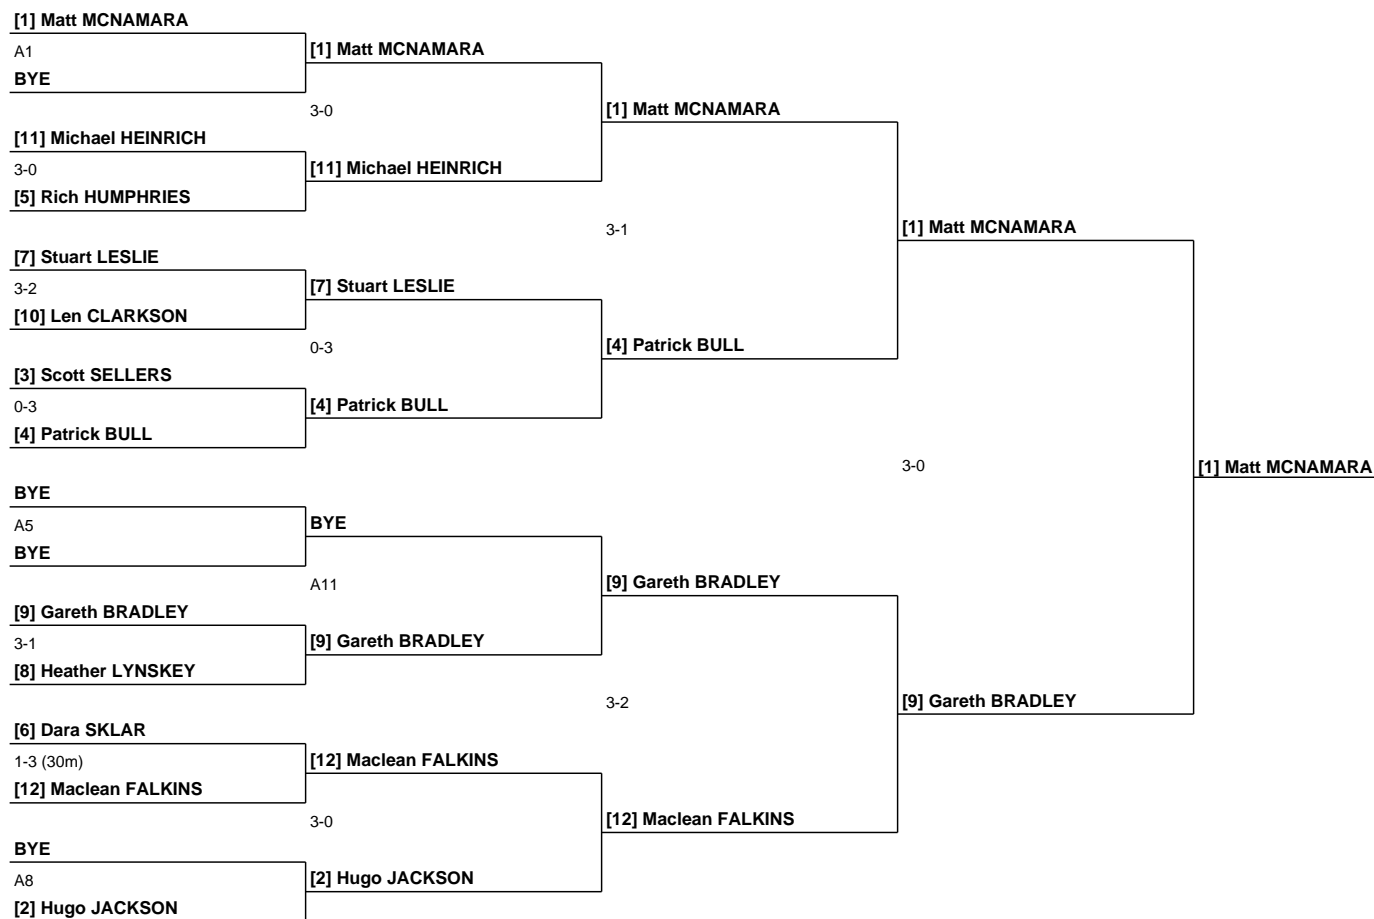 [1] Matt MCNAMARA
A1
BYE
[11] Michael HEINRICH
3-0
[5] Rich HUMPHRIES
[7] Stuart LESLIE
3-2
[10] Len CLARKSON
[3] Scott SELLERS
0-3
[4] Patrick BULL
BYE
A5
BYE
[9] Gareth BRADLEY
3-1
[8] Heather LYNSKEY
[6] Dara SKLAR
1-3 (30m)
[12] Maclean FALKINS
BYE
A8
[2] Hugo JACKSON
[1] Matt MCNAMARA
3-0
[11] Michael HEINRICH
[7] Stuart LESLIE
0-3
[4] Patrick BULL
BYE
A11
[9] Gareth BRADLEY
[12] Maclean FALKINS
3-0
[2] Hugo JACKSON
[1] Matt MCNAMARA
3-1
[4] Patrick BULL
[9] Gareth BRADLEY
3-2
[12] Maclean FALKINS
[1] Matt MCNAMARA
3-0
[9] Gareth BRADLEY
[1] Matt MCNAMARA